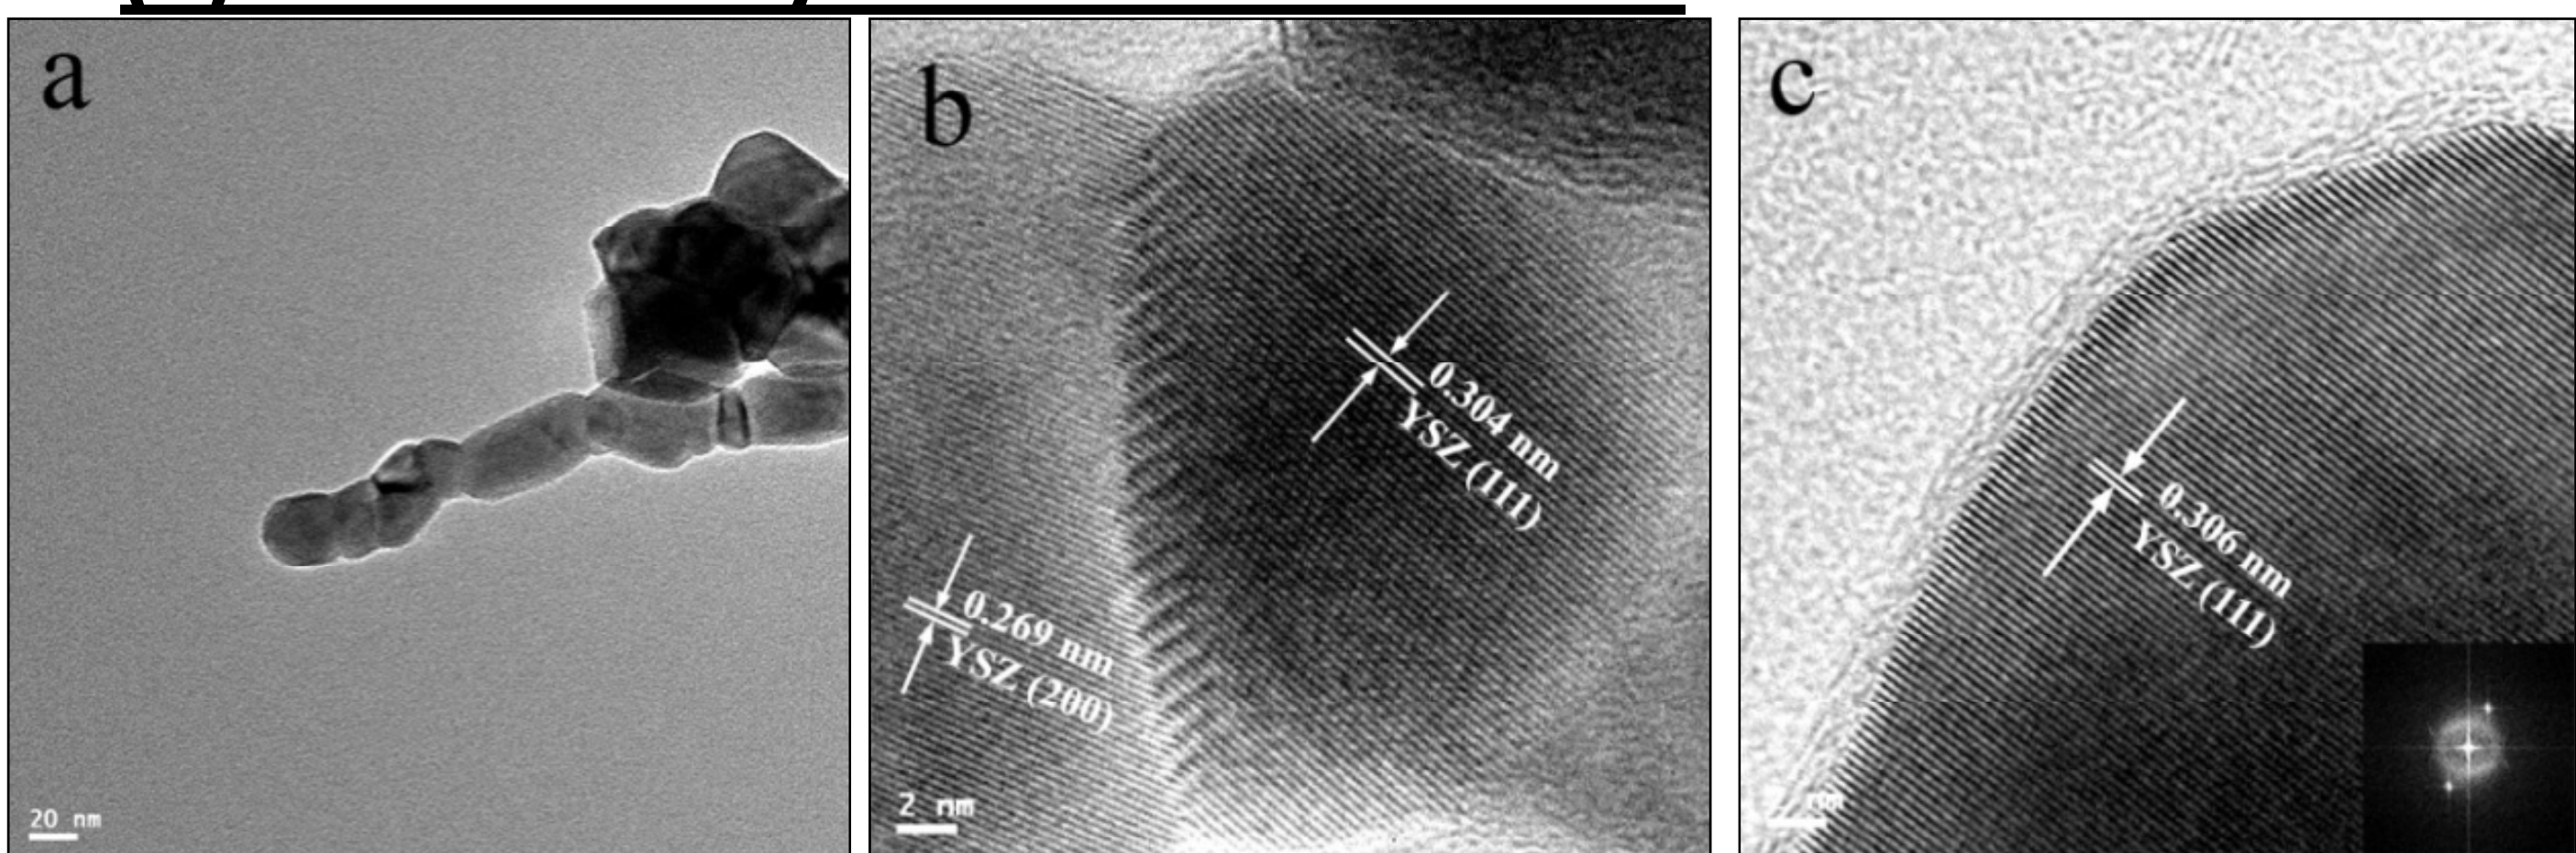 a
20 nm
b
0.304 nm
YSZ (111)
0.269 nm
YSZ (200)
2 nm
c
0.306 nm
YSZ (111)
nm